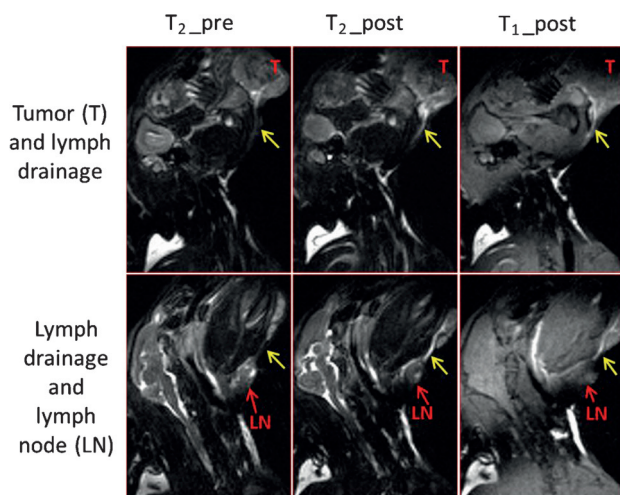 T₂_pre
T₂_post
T₁_post
Tumor (T)
and lymph
drainage
T
T
T
Lymph
drainage
and
lymph
node (LN)
LN
LN
LN